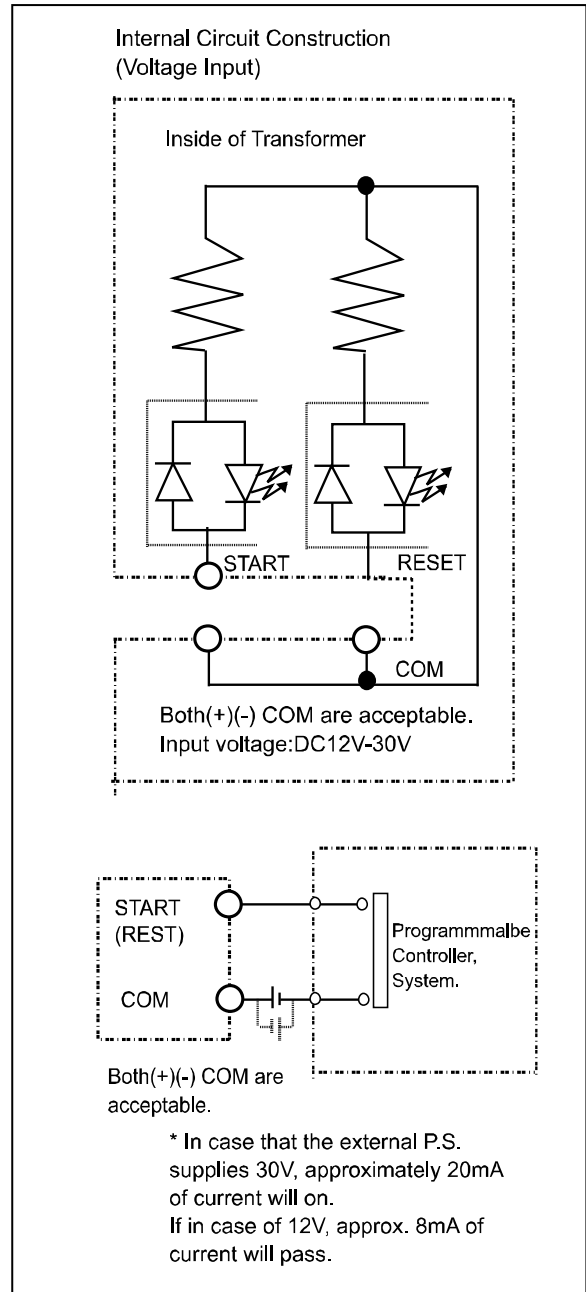 Internal Circuit Construction
(Voltage Input)
Inside of Transformer
START
RESET
COM
Both(+)(-) COM are acceptable.
Input voltage:DC12V-30V
START
(REST)
COM
Programmmalbe
Controller,
System.
Both(+)(-) COM are
acceptable.
* In case that the external P.S.
supplies 30V, approximately 20mA
of current will on.
If in case of 12V, approx. 8mA of
current will pass.